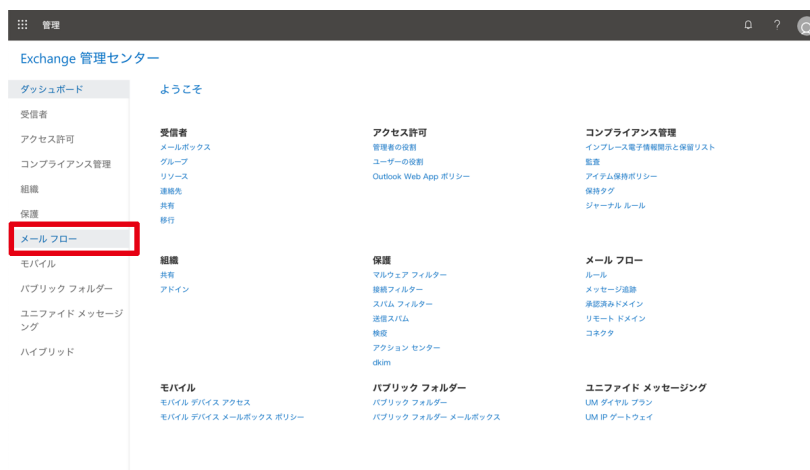 管理
?
Exchange 管理センター
ダッシュボード
受信者
アクセス許可
コンプライアンス管理
組織
保護
メール フロー
モバイル
パブリック フォルダー
ユニファイド メッセージ
ング
ハイブリッド
ようこそ
受信者
メールボックス
グループ
リソース
連絡先
共有
移行
アクセス許可
管理者の役割
ユーザーの役割
Outlook Web App ポリシー
コンプライアンス管理
インプレース電子情報開示と保留リスト
監査
アイテム保持ポリシー
保持タグ
ジャーナル ルール
組織
共有
アドイン
保護
マルウェア フィルター
接続フィルター
スパム フィルター
送信スパム
検疫
アクション センター
dkim
メール フロー
ルール
メッセージ追跡
承認済みドメイン
リモート ドメイン
コネクタ
モバイル
モバイル デバイス アクセス
モバイル デバイス メールボックス ポリシー
パブリック フォルダー
パブリック フォルダー
パブリック フォルダー メールボックス
ユニファイド メッセージング
UM ダイヤル プラン
UM IP ゲートウェイ